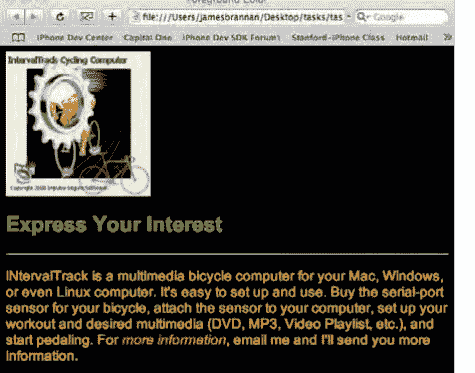 Foreground Color
file:///Users/jamesbrannan/Desktop/tasks/tas
Google
iPhone Dev Center Capital One iPhone Dev SDK Forums Stanford-iPhone Class Hotmail
IntervalTrack Cycling Computer
Express Your Interest
INtervalTrack is a multimedia bicycle computer for your Mac, Windows,
or even Linux computer. It's easy to set up and use. Buy the serial-port
sensor for your bicycle, attach the sensor to your computer, set up your
workout and desired multimedia (DVD, MP3, Video Playlist, etc.), and
start pedaling. For more information, email me and I'll send you more
information.